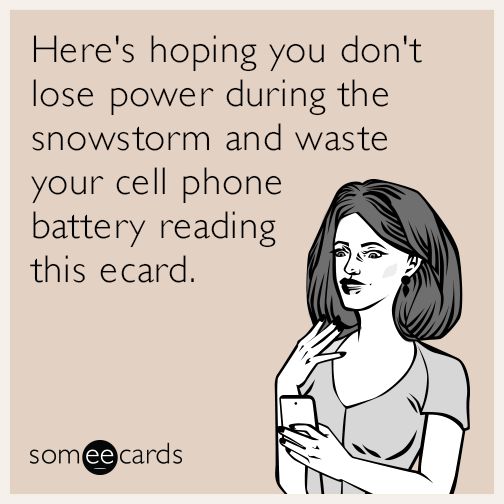 Here's hoping you don't
lose power during the
snowstorm and waste
your cell phone
battery reading
this ecard.
someecards